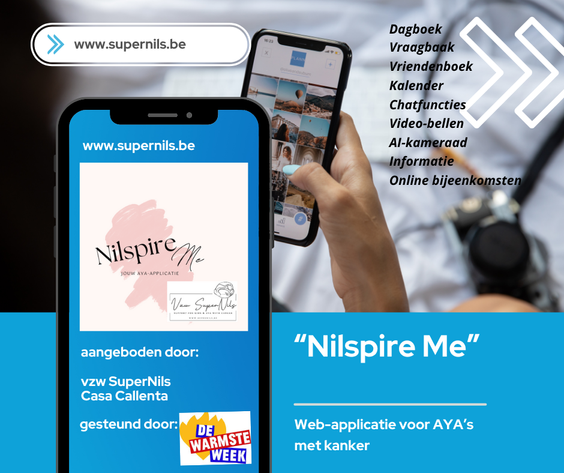 www.supernils.be
Dagboek
Vraagbaak
Vriendenboek
Kalender
Chatfuncties
Video-bellen
AI-kameraad
Informatie
Online bijeenkomsten
www.supernils.be
Nilspire Me
JOUW AYA-APPLICATIE
Vzw SuperNils
aangeboden door:
vzw SuperNils
Casa Callenta
gesteund door:
DE
WARMSTE
WEEK
“Nilspire Me”
Web-applicatie voor AYA’s
met kanker